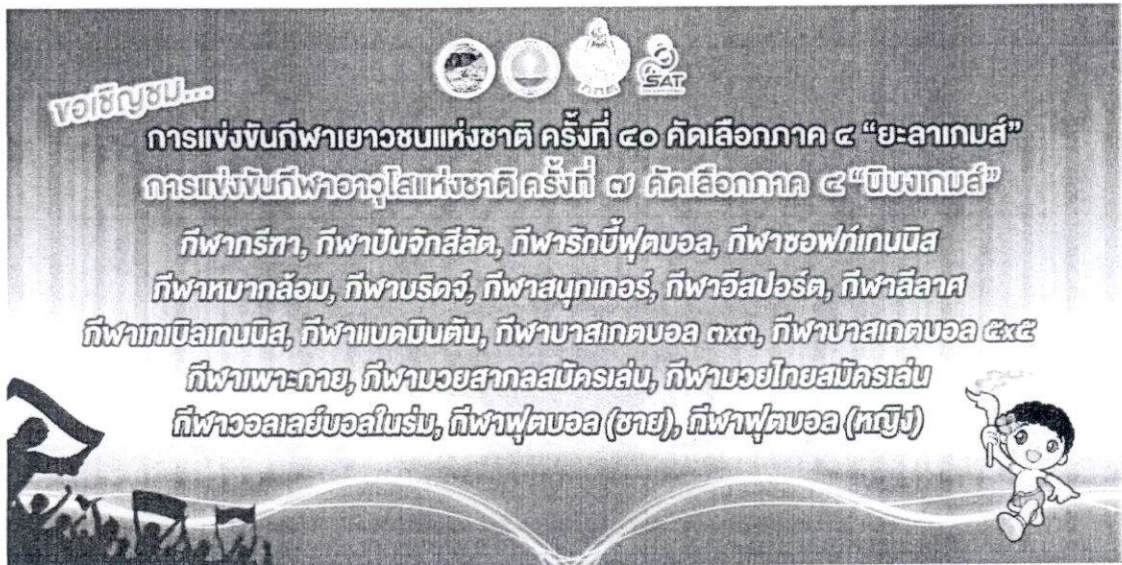 SAT
ขอเชิญชม...
การแข่งขันกีฬาเยาวชนแห่งชาติ ครั้งที่ ๔๐ คัดเลือกภาค ๔ “ยะลาเกมส์”
การแข่งขันกีฬาอาวุโสแห่งชาติ ครั้งที่ ๗ คัดเลือกภาค ๔ “นิบงเกมส์”
กีฬากรีฑา, กีฬาปันจักสีลัต, กีฬารักบี้ฟุตบอล, กีฬาซอฟท์เทนนิส
กีฬาหมากล้อม, กีฬาบริดจ์, กีฬาสนุกเกอร์, กีฬาอีสปอร์ต, กีฬาลีลาศ
กีฬาเทเบิลเทนนิส, กีฬาแบดมินตัน, กีฬาบาสเกตบอล ๓x๓, กีฬาบาสเกตบอล ๕x๕
กีฬาเพาะกาย, กีฬามวยสากลสมัครเล่น, กีฬามวยไทยสมัครเล่น
กีฬาวอลเลย์บอลในร่ม, กีฬาฟุตบอล (ชาย), กีฬาฟุตบอล (หญิง)